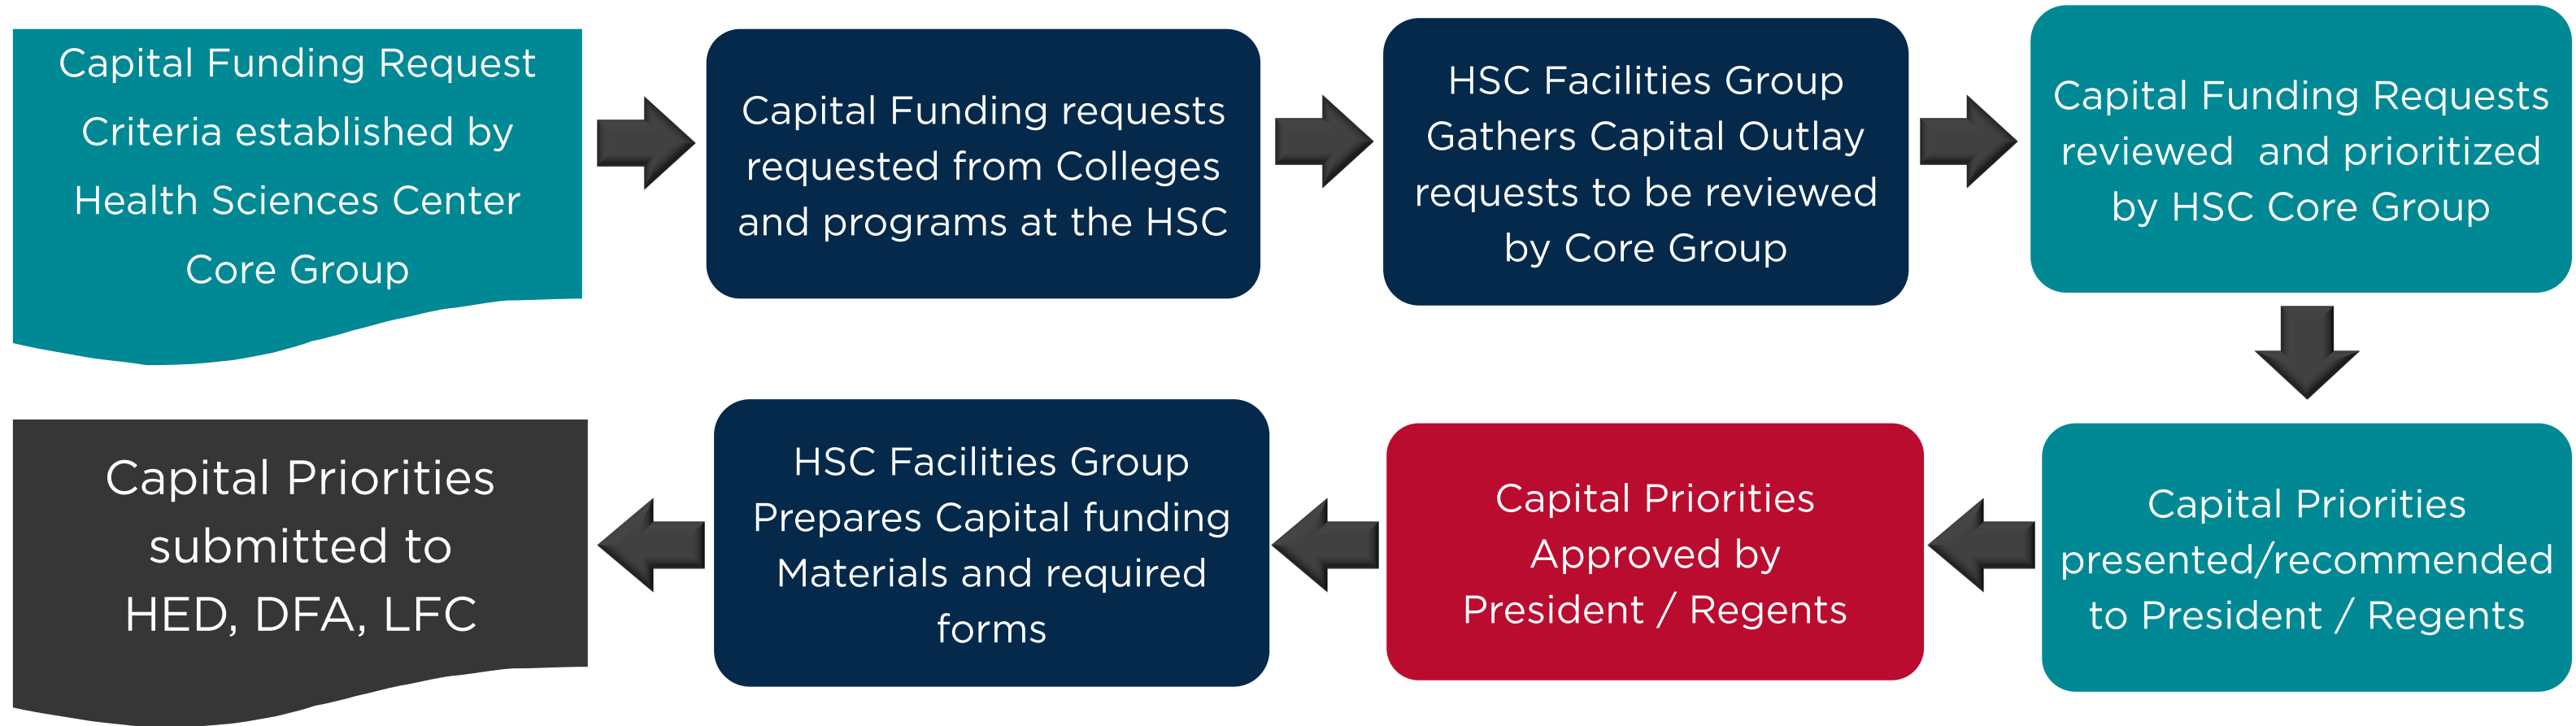 Capital Funding Request
Criteria established by
Health Sciences Center
Core Group
Capital Funding requests
requested from Colleges
and programs at the HSC
HSC Facilities Group
Gathers Capital Outlay
requests to be reviewed
by Core Group
Capital Funding Requests
reviewed and prioritized
by HSC Core Group
Capital Priorities
presented/recommended
to President / Regents
Capital Priorities
Approved by
President / Regents
HSC Facilities Group
Prepares Capital funding
Materials and required
forms
Capital Priorities
submitted to
HED, DFA, LFC